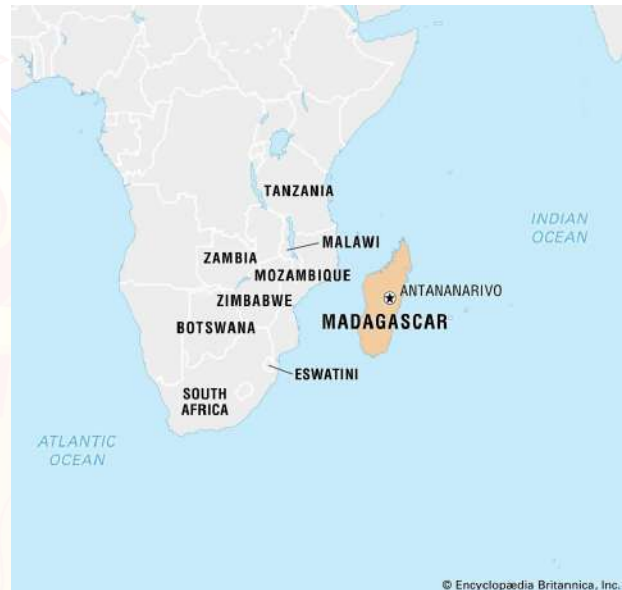 TANZANIA
INDIAN
OCEAN
MALAWI
ZAMBIA
MOZAMBIQUE
ANTANANARIVO
ZIMBABWE
MADAGASCAR
BOTSWANA
ESWATINI
SOUTH
AFRICA
ATLANTIC
OCEAN
© Encyclopædia Britannica, Inc.